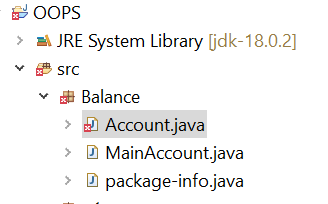 OOPS
JRE System Library [jdk-18.0.2]
src
Balance
Account.java
MainAccount.java
package-info.java